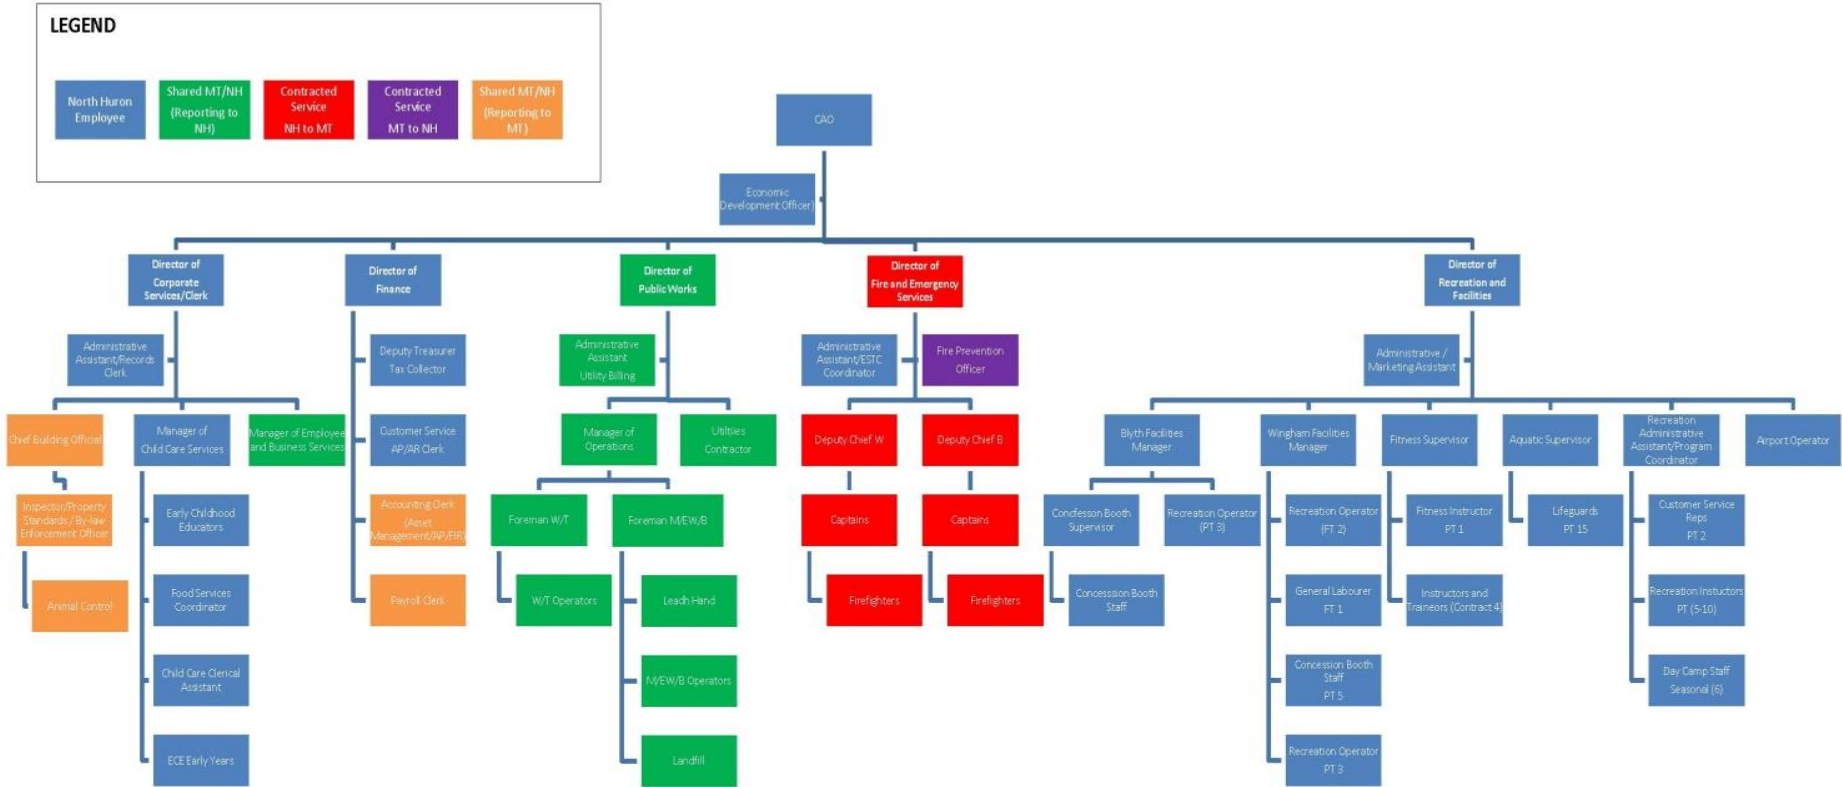 LEGEND
North Huron
Employee
Shared MT/NH
(Reporting to
NH)
Contracted
Service
NH to MT
Contracted
Service
MT to NH
Shared MT/NH
(Reporting to
MT)
CAO
Economic
Development Officer)
Director of
Corporate
Services/Clerk
Director of
Finance
Director of
Public Works
Director of
Fire and Emergency
Services
Director of
Recreation and
Facilities
Administrative
Assistant/Records
Clerk
Deputy Treasurer
Tax Collector
Administrative
Assistant
Utility Billing
Administrative
Assistant/ESTC
Coordinator
Fire Prevention
Officer
Administrative /
Marketing Assistant
Chief Building Official
Manager of
Child Care Services
Manager of Employee
and Business Services
Customer Service
AP/AR Clerk
Manager of
Operations
Utilties
Contractor
Deputy Chief W
Deputy Chief B
Blyth Facilities
Manager
Wingham Facilities
Manager
Fitness Supervisor
Aquatic Supervisor
Recreation
Administrative
Assistant/Program
Coordinator
Airport Operator
Inspector/Property
Standards / By-law
Enforcement Officer
Early Childhood
Educators
Accounting Clerk
(Asset
Management/AP/FIR)
Foreman W/T
Foreman M/EW/B
Captains
Captains
Concfesson Booth
Supervisor
Recreation Operator
(PT 3)
Recreation Operator
(FT 2)
Fitness Instructor
PT 1
Lifeguards
PT 15
Customer Service
Reps
PT 2
Animal Control
Food Services
Coordinator
Payroll Clerk
W/T Operators
Leadh Hand
Firefighters
Firefighters
Concesssion Booth
Staff
General Labourer
FT 1
Instructors and
Traineors (Contract 4)
Recreation Instuctors
PT (5-10)
Child Care Clerical
Assistant
M/EW/B Operators
Concession Booth
Staff
PT 5
Day Camp Staff
Seasonal (6)
ECE Early Years
Landfill
Recreation Operator
PT 3